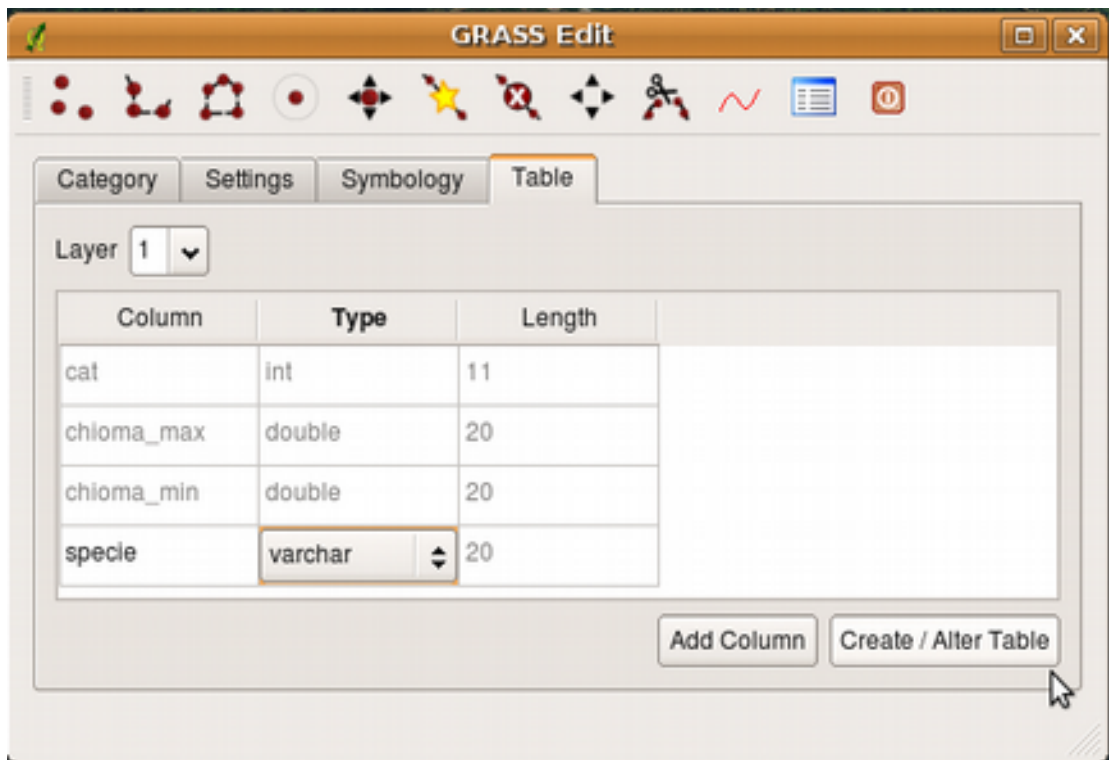 GRASS Edit
Category Settings Symbology Table
Layer 1
Column Type Length
cat int 11
chioma_max double 20
chioma_min double 20
specie varchar 20
Add Column Create / Alter Table